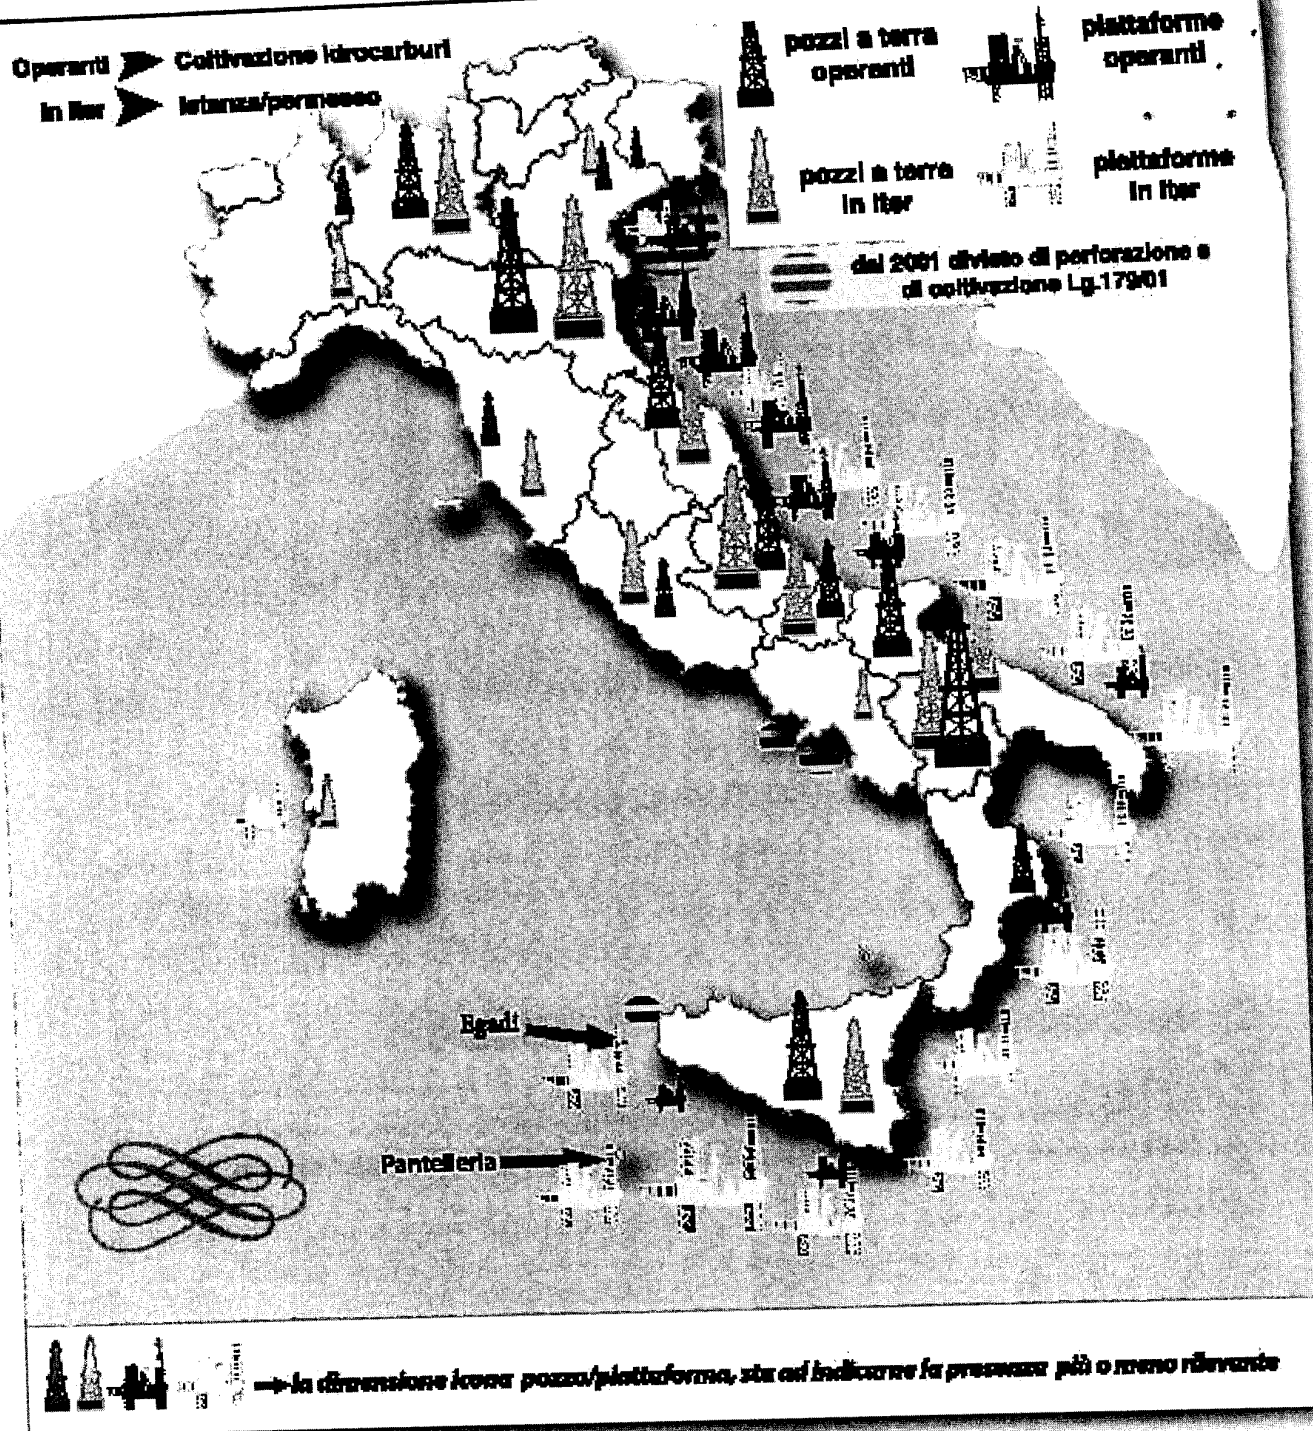 Operanti Coltivazione idrocarburi
In iter Istanza/permesso
pozzi a terra
operanti
piattaforme
operanti
pozzi a terra
in iter
piattaforme
in iter
dal 2001 divieto di perforazione e
di coltivazione Lg.179/01
Egadi
Pantelleria
la dimensione icona pozzo/piattaforma, sta ad indicarne la presenza più o meno rilevante